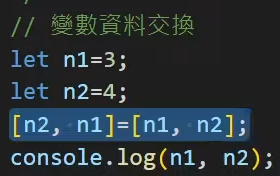 // 變數資料交換
let n1=3;
let n2=4;
[n2, n1]=[n1, n2];
console.log(n1, n2);